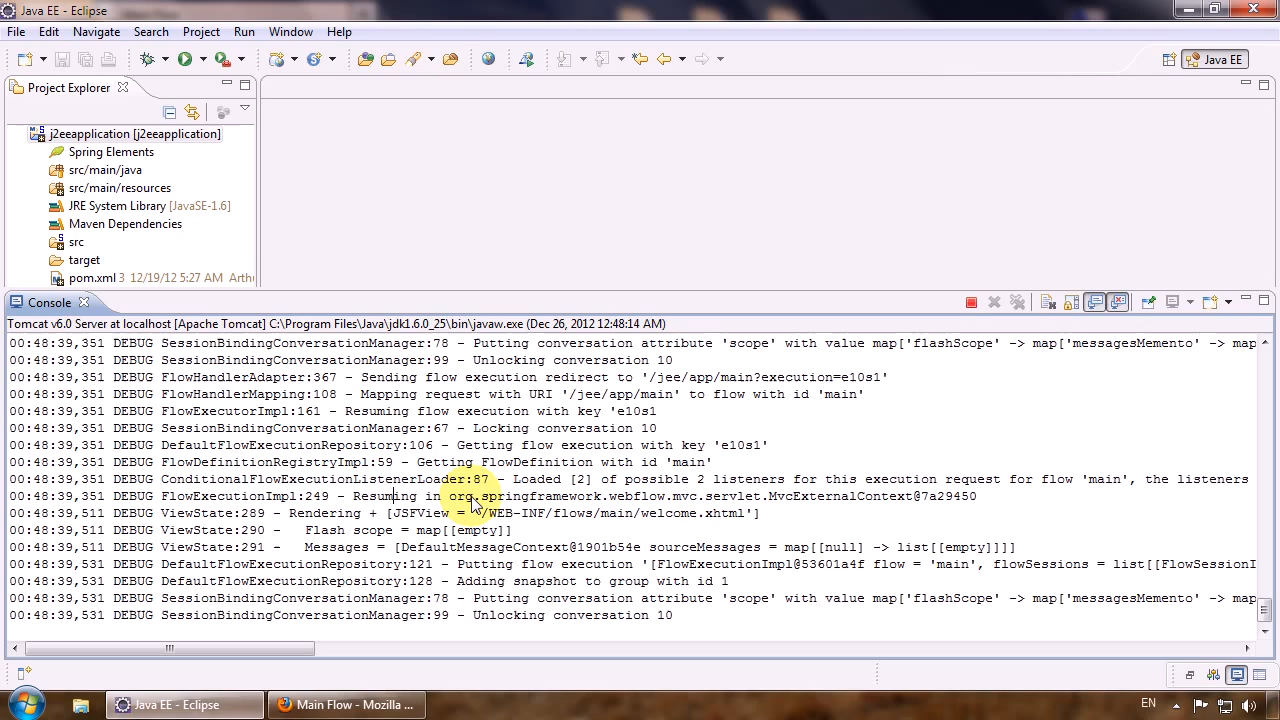 Java EE - Eclipse
File Edit Navigate Search Project Run Window Help
Java EE
Project Explorer
j2eeapplication [j2eeapplication]
Spring Elements
src/main/java
src/main/resources
JRE System Library [JavaSE-1.6]
Maven Dependencies
src
target
pom.xml 3 12/19/12 5:27 AM Arth
Console
Tomcat v6.0 Server at localhost [Apache Tomcat] C:\Program Files\Java\jdk1.6.0_25\bin\javaw.exe (Dec 26, 2012 12:48:14 AM)
00:48:39,351 DEBUG SessionBindingConversationManager:78 - Putting conversation attribute 'scope' with value map['flashScope' -> map['messagesMemento' -> map
00:48:39,351 DEBUG SessionBindingConversationManager:99 - Unlocking conversation 10
00:48:39,351 DEBUG FlowHandlerAdapter:367 - Sending flow execution redirect to '/jee/app/main?execution=e10s1'
00:48:39,351 DEBUG FlowHandlerMapping:108 - Mapping request with URI '/jee/app/main' to flow with id 'main'
00:48:39,351 DEBUG FlowExecutorImpl:161 - Resuming flow execution with key 'e10s1
00:48:39,351 DEBUG SessionBindingConversationManager:67 - Locking conversation 10
00:48:39,351 DEBUG DefaultFlowExecutionRepository:106 - Getting flow execution with key 'e10s1'
00:48:39,351 DEBUG FlowDefinitionRegistryImpl:59 - Getting FlowDefinition with id 'main'
00:48:39,351 DEBUG ConditionalFlowExecutionListenerLoader:87 - Loaded [2] of possible 2 listeners for this execution request for flow 'main', the listeners
00:48:39,351 DEBUG FlowExecutionImpl:249 - Resuming in org.springframework.webflow.mvc.servlet.MvcExternalContext@7a29450
00:48:39,511 DEBUG ViewState:289 - Rendering + [JSFView = '/WEB-INF/flows/main/welcome.xhtml']
00:48:39,511 DEBUG ViewState:290 - Flash scope = map[[empty]]
00:48:39,511 DEBUG ViewState:291 - Messages = [DefaultMessageContext@1901b54e sourceMessages = map[[null] -> list[[empty]]]]
00:48:39,511 DEBUG DefaultFlowExecutionRepository:121 - Putting flow execution '[FlowExecutionImpl@53601a4f flow = 'main', flowSessions = list[[FlowSessionI
00:48:39,531 DEBUG DefaultFlowExecutionRepository:128 - Adding snapshot to group with id 1
00:48:39,531 DEBUG SessionBindingConversationManager:78 - Putting conversation attribute 'scope' with value map['flashScope' -> map['messagesMemento' -> map
00:48:39,531 DEBUG SessionBindingConversationManager:99 - Unlocking conversation 10
Java EE - Eclipse
Main Flow - Mozilla ...
EN